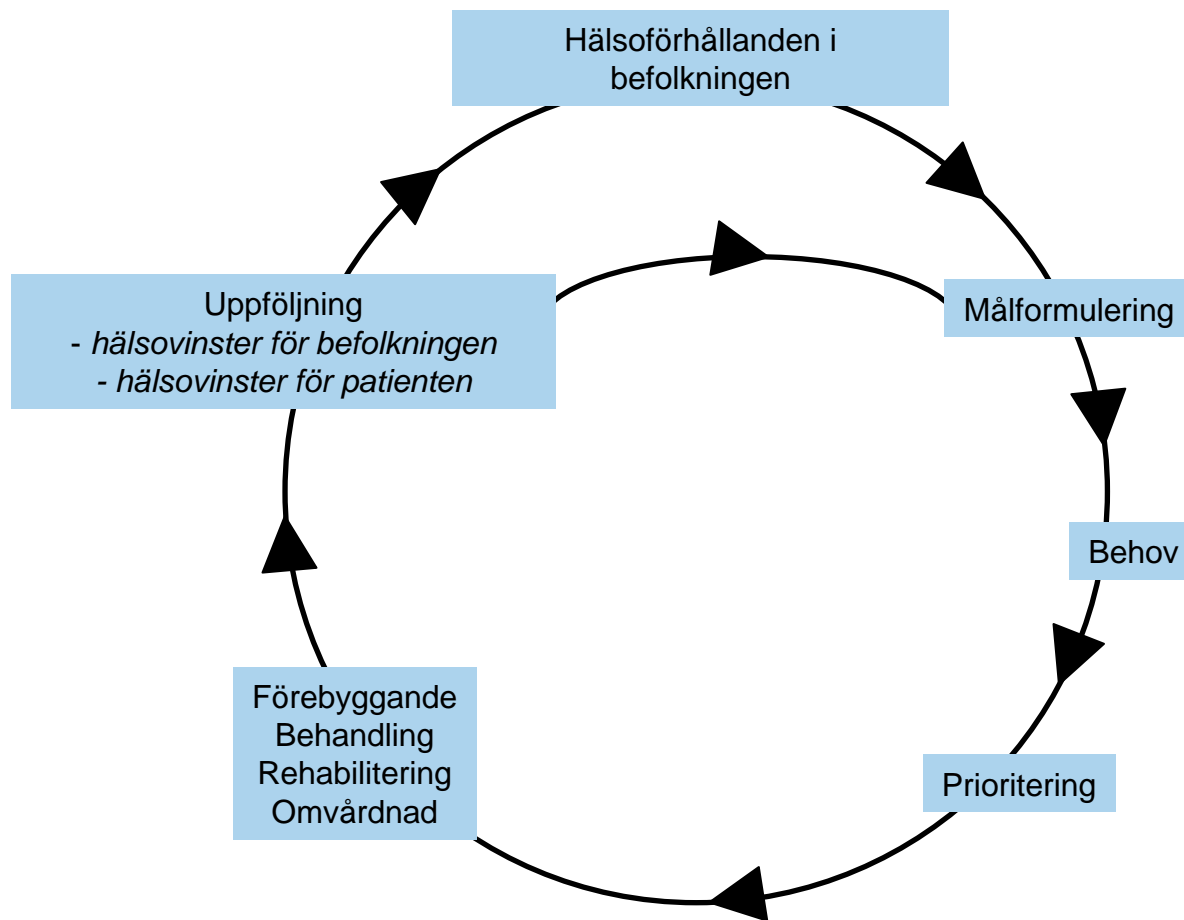 Hälsoförhållanden i
befolkningen
Uppföljning
- hälsovinster för befolkningen
- hälsovinster för patienten
Målformulering
Behov
Förebyggande
Behandling
Rehabilitering
Omvårdnad
Prioritering